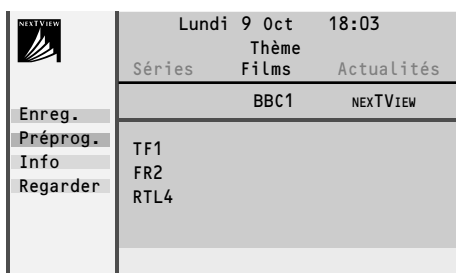 NEXTVIEW
Lundi 9 Oct 18:03
Thème
Séries Films Actualités
BBC1 NEXTVIEW
Enreg.
Préprog.
Info
Regarder
TF1
FR2
RTL4